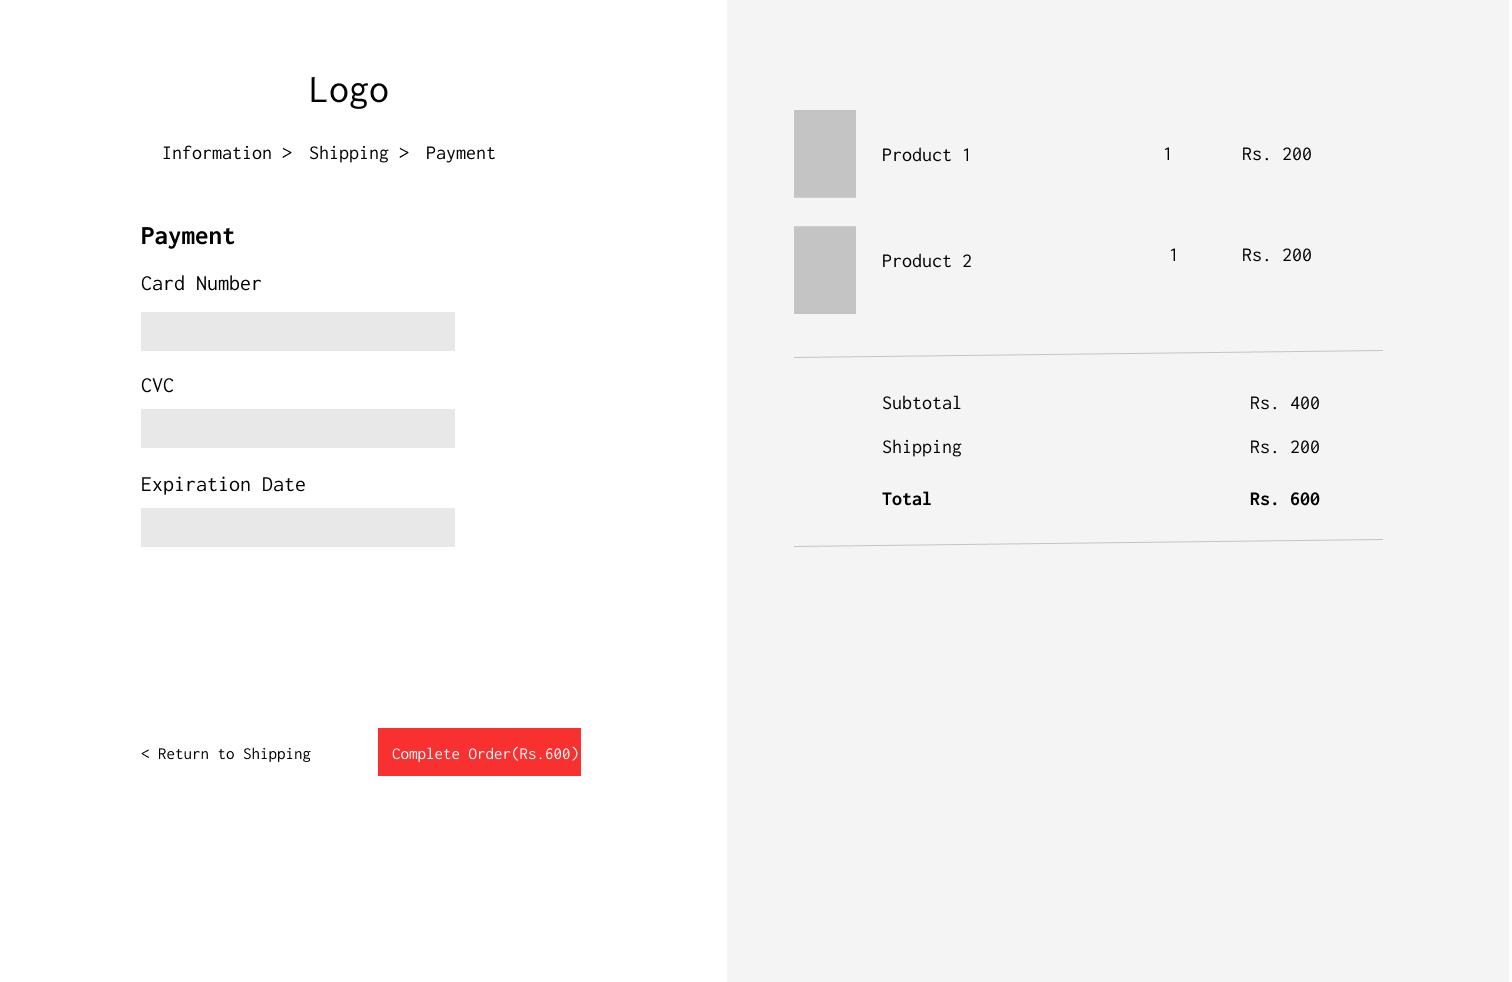 Logo
Information > Shipping > Payment
Payment
Card Number
CVC
Expiration Date
< Return to Shipping
Complete Order(Rs.600)
Product 1 1 Rs. 200
Product 2 1 Rs. 200
Subtotal Rs. 400
Shipping Rs. 200
Total Rs. 600